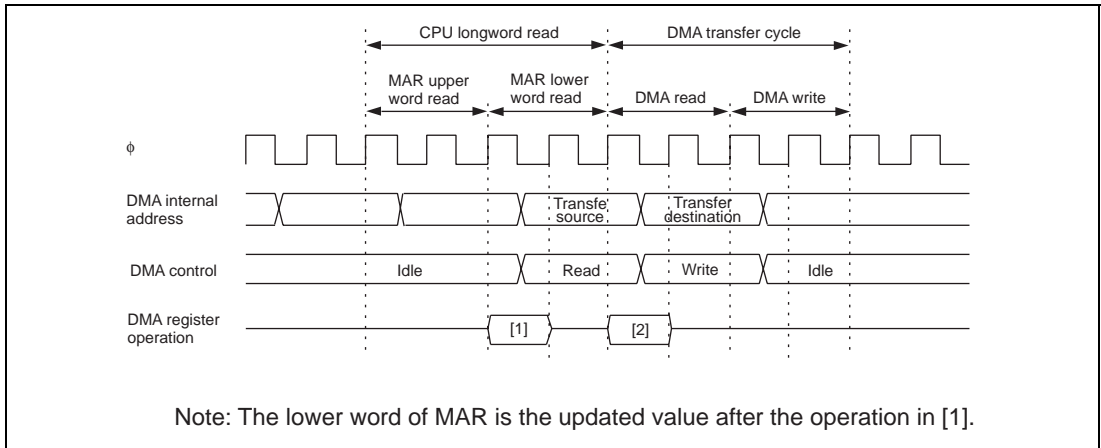 CPU longword read DMA transfer cycle
MAR upper
word read
MAR lower
word read
DMA read DMA write
ϕ
DMA internal
address
Transfe
source
Transfer
destination
DMA control Idle Read Write Idle
DMA register
operation
[1] [2]
Note: The lower word of MAR is the updated value after the operation in [1].